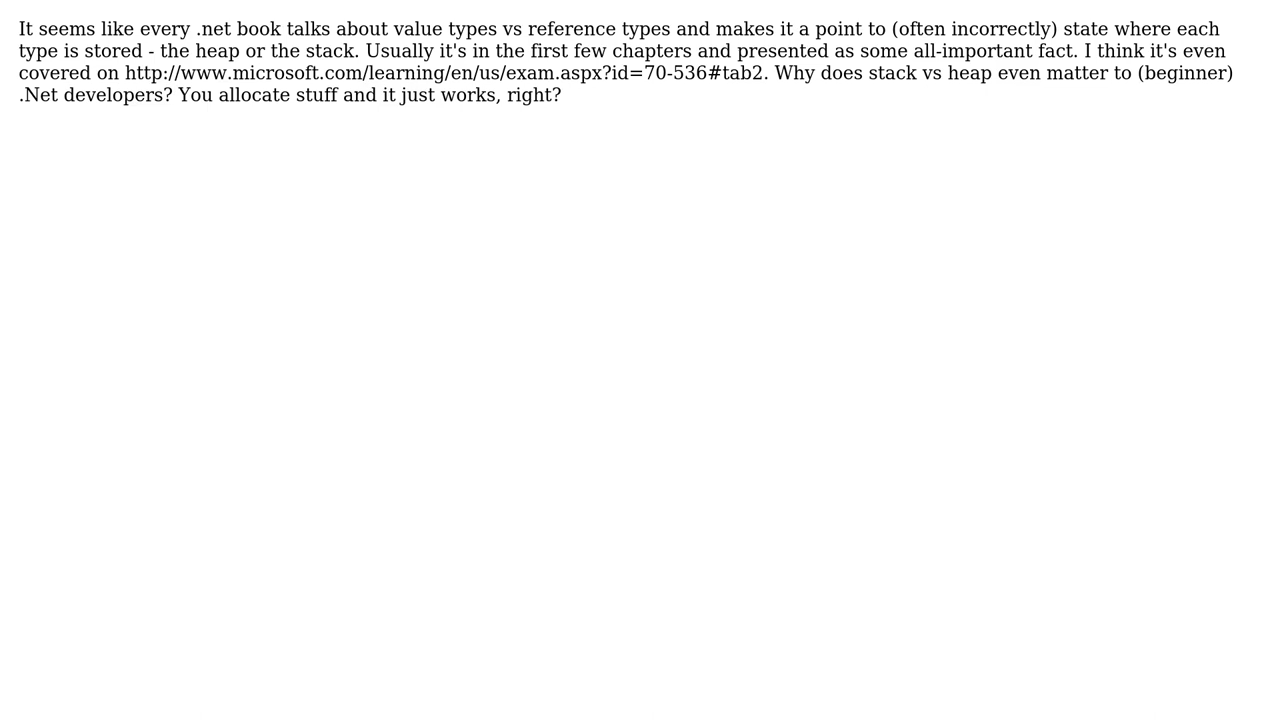 It seems like every .net book talks about value types vs reference types and makes it a point to (often incorrectly) state where each
type is stored - the heap or the stack. Usually it's in the first few chapters and presented as some all-important fact. I think it's even
covered on http://www.microsoft.com/learning/en/us/exam.aspx?id=70-536#tab2. Why does stack vs heap even matter to (beginner)
.Net developers? You allocate stuff and it just works, right?